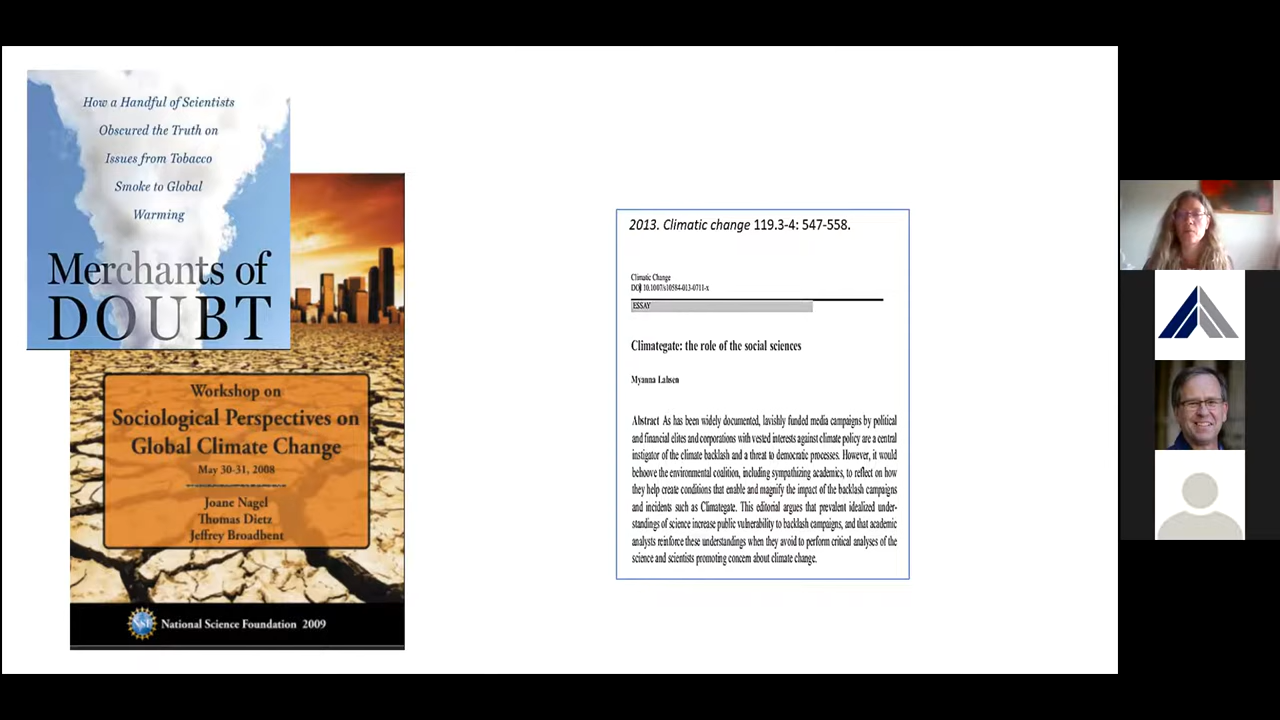 How a Handful of Scientists
Obscured the Truth on
Issues from Tobacco
Smoke to Global
Warming
Merchants of
DOUBT
Workshop on
Sociological Perspectives on
Global Climate Change
May 30-31, 2008
Joane Nagel
Thomas Dietz
Jeffrey Broadbent
NSF
National Science Foundation 2009
2013. Climatic change 119.3-4: 547-558.
Climatic Change
DOI 10.1007/s10584-013-0711-x
ESSAY
Climategate: the role of the social sciences
Myanna Lahsen
Abstract As has been widely documented, lavishly funded media campaigns by political
and financial elites and corporations with vested interests against climate policy are a central
instigator of the climate backlash and a threat to democratic processes. However, it would
behoove the environmental coalition, including sympathizing academics, to reflect on how
they help create conditions that enable and magnify the impact of the backlash campaigns
and incidents such as Climategate. This editorial argues that prevalent idealized under-
standings of science increase public vulnerability to backlash campaigns, and that academic
analysts reinforce these understandings when they avoid to perform critical analyses of the
science and scientists promoting concern about climate change.